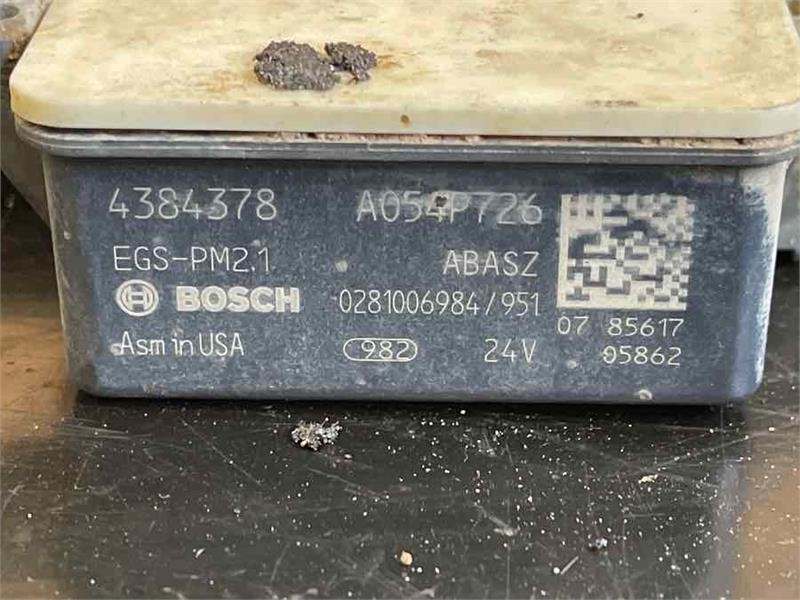 4384378 A054P726
EGS-PM2.1 ABASZ
BOSCH 0281006984/951
07 85617
Asm in USA 982 24V 05862